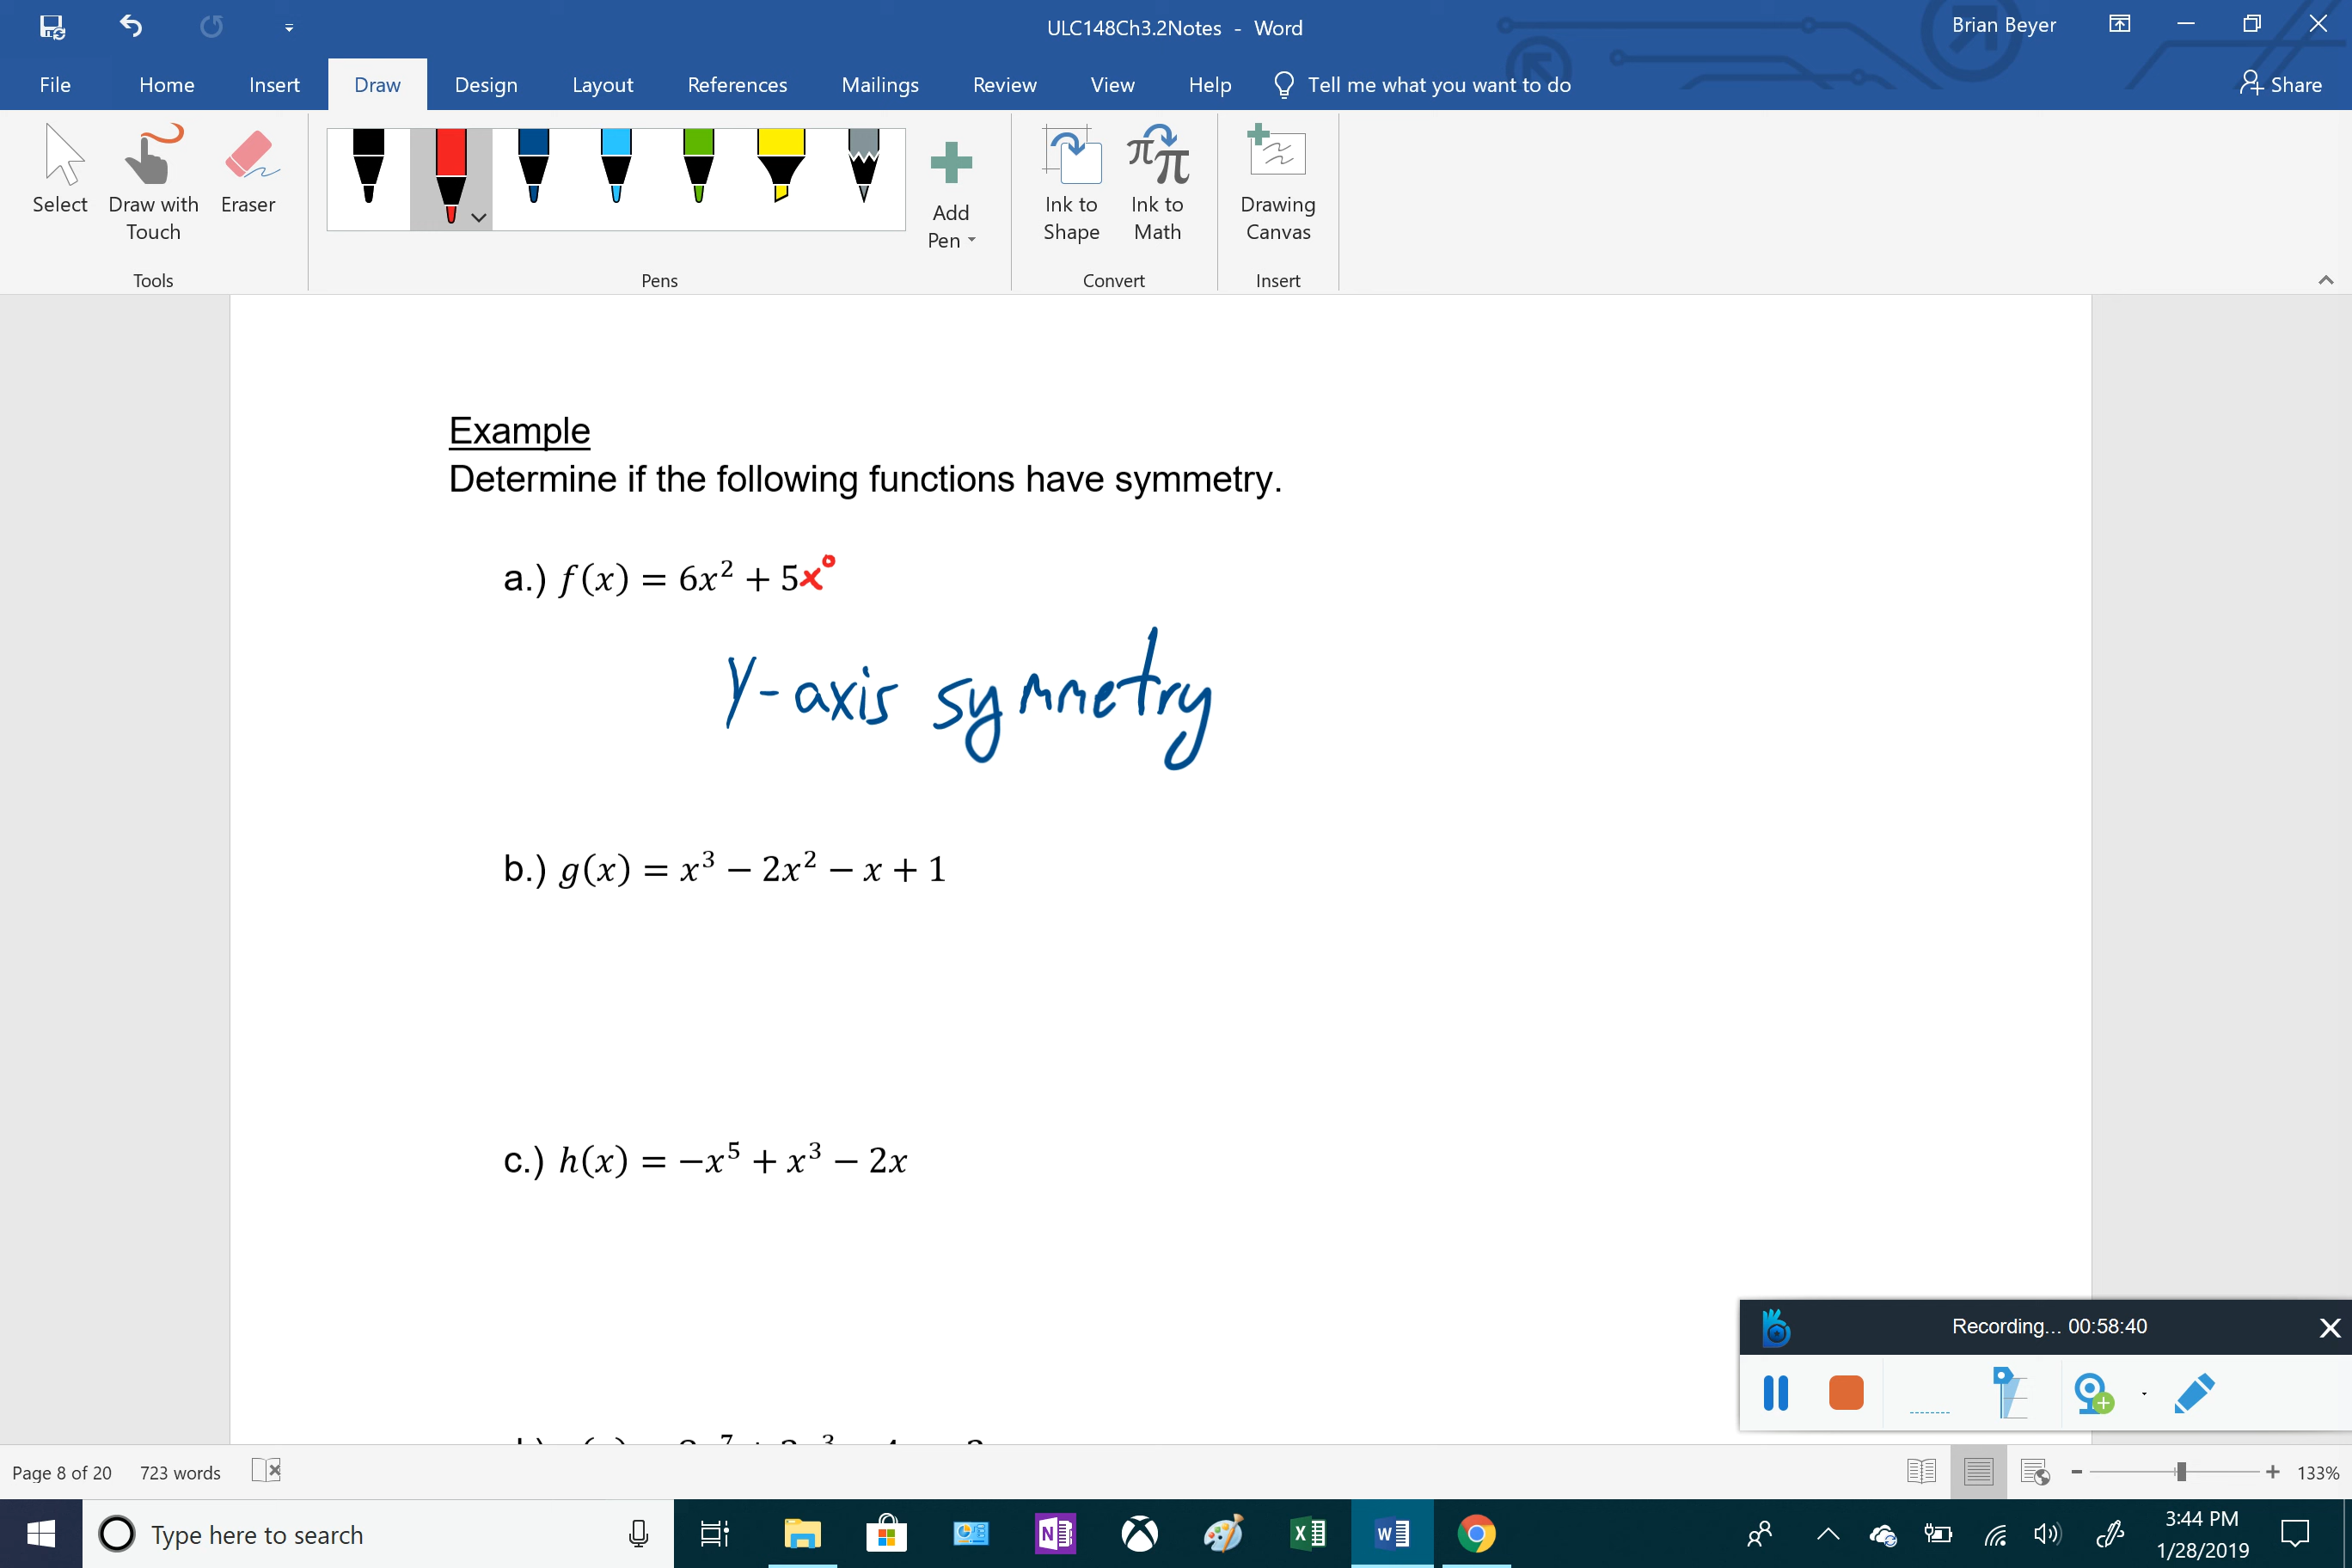 ULC148Ch3.2Notes - Word
Brian Beyer
File Home Insert Draw Design Layout References Mailings Review View Help Tell me what you want to do Share
Select Draw with Touch Eraser
Add Pen
Ink to Shape Ink to Math
Drawing Canvas
Tools Pens Convert Insert
Example
Determine if the following functions have symmetry.
a.) f(x) = 6x² + 5x⁰
y-axis symmetry
b.) g(x) = x³ − 2x² − x + 1
c.) h(x) = −x⁵ + x³ − 2x
Recording... 00:58:40
Page 8 of 20 723 words
133%
Type here to search
3:44 PM
1/28/2019